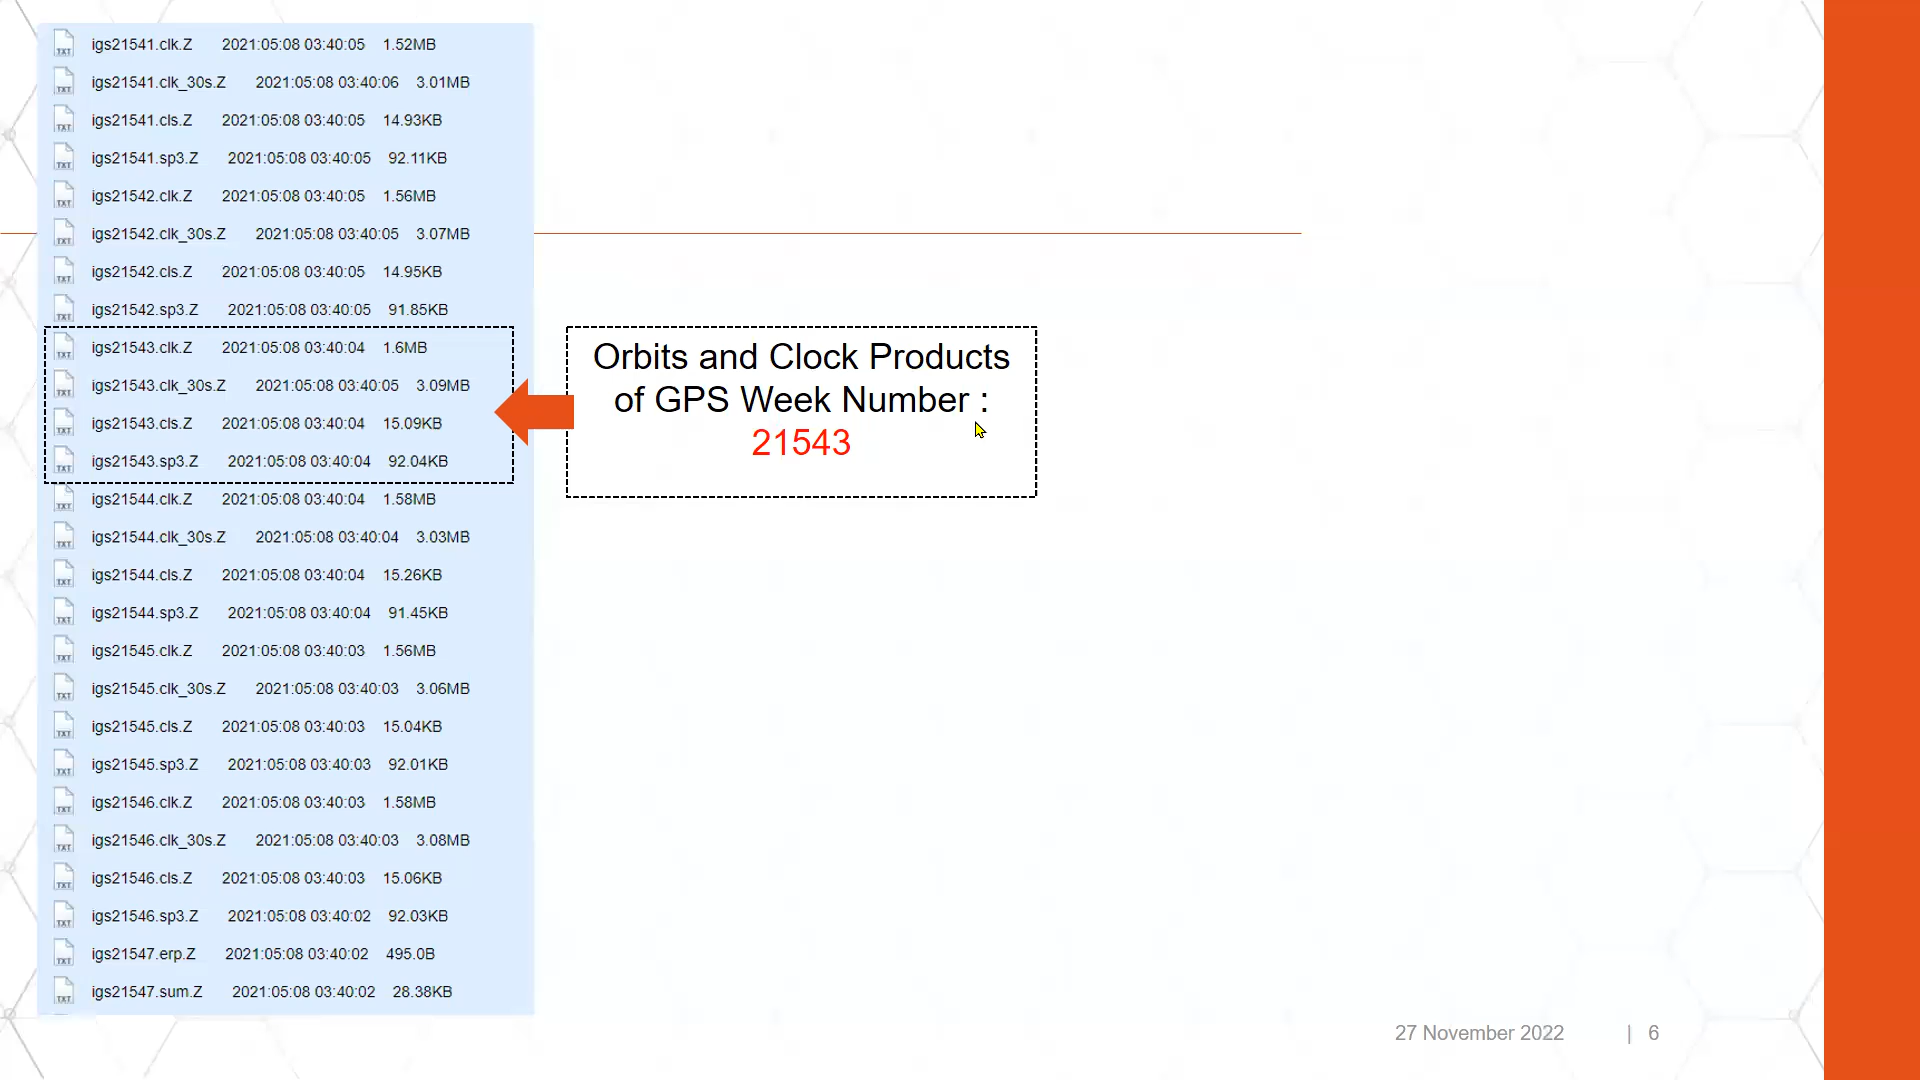 igs21541.clk.Z 2021:05:08 03:40:05 1.52MB
igs21541.clk_30s.Z 2021:05:08 03:40:06 3.01MB
igs21541.cls.Z 2021:05:08 03:40:05 14.93KB
igs21541.sp3.Z 2021:05:08 03:40:05 92.11KB
igs21542.clk.Z 2021:05:08 03:40:05 1.56MB
igs21542.clk_30s.Z 2021:05:08 03:40:05 3.07MB
igs21542.cls.Z 2021:05:08 03:40:05 14.95KB
igs21542.sp3.Z 2021:05:08 03:40:05 91.85KB
igs21543.clk.Z 2021:05:08 03:40:04 1.6MB
igs21543.clk_30s.Z 2021:05:08 03:40:05 3.09MB
igs21543.cls.Z 2021:05:08 03:40:04 15.09KB
igs21543.sp3.Z 2021:05:08 03:40:04 92.04KB
igs21544.clk.Z 2021:05:08 03:40:04 1.58MB
igs21544.clk_30s.Z 2021:05:08 03:40:04 3.03MB
igs21544.cls.Z 2021:05:08 03:40:04 15.26KB
igs21544.sp3.Z 2021:05:08 03:40:04 91.45KB
igs21545.clk.Z 2021:05:08 03:40:03 1.56MB
igs21545.clk_30s.Z 2021:05:08 03:40:03 3.06MB
igs21545.cls.Z 2021:05:08 03:40:03 15.04KB
igs21545.sp3.Z 2021:05:08 03:40:03 92.01KB
igs21546.clk.Z 2021:05:08 03:40:03 1.58MB
igs21546.clk_30s.Z 2021:05:08 03:40:03 3.08MB
igs21546.cls.Z 2021:05:08 03:40:03 15.06KB
igs21546.sp3.Z 2021:05:08 03:40:02 92.03KB
igs21547.erp.Z 2021:05:08 03:40:02 495.0B
igs21547.sum.Z 2021:05:08 03:40:02 28.38KB
Orbits and Clock Products
of GPS Week Number :
21543
27 November 2022 | 6